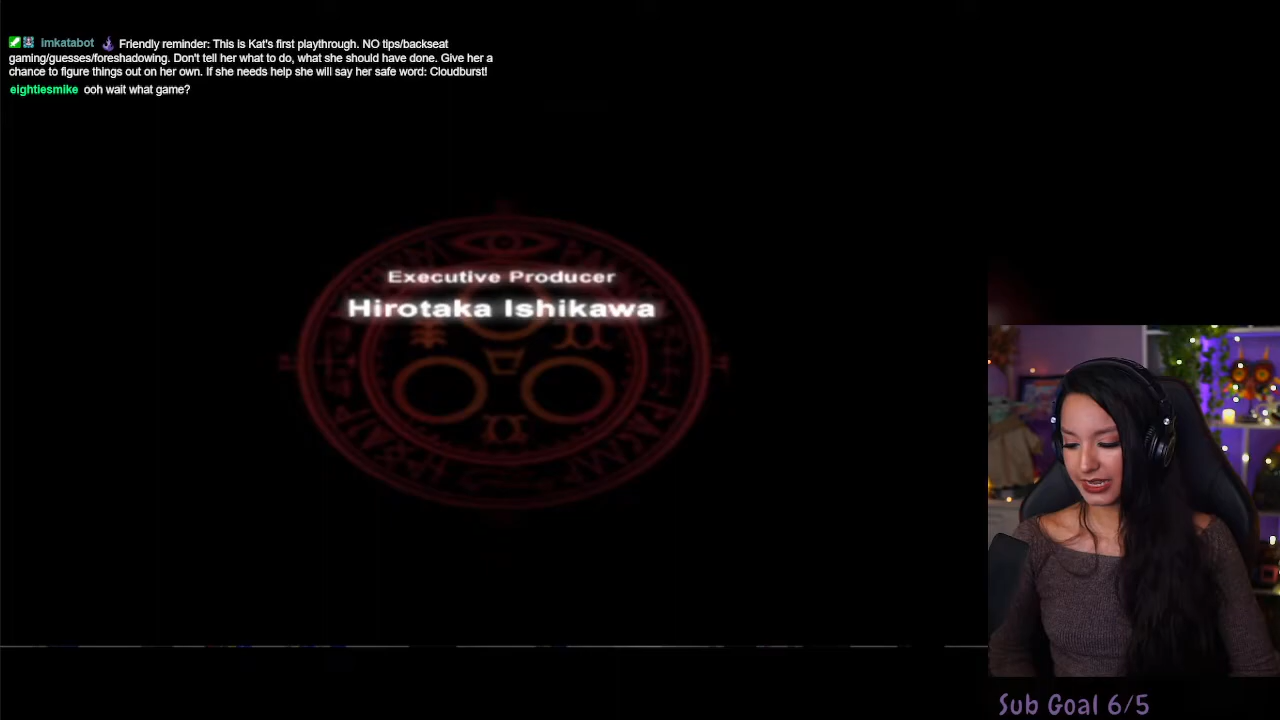 Imkatabot Friendly reminder: This is Kat's first playthrough. NO tips/backseat
gaming/guesses/foreshadowing. Don't tell her what to do, what she should have done. Give her a
chance to figure things out on her own. If she needs help she will say her safe word: Cloudburst!
eightiesmike ooh wait what game?
Executive Producer
Hirotaka Ishikawa
Sub Goal 6/5